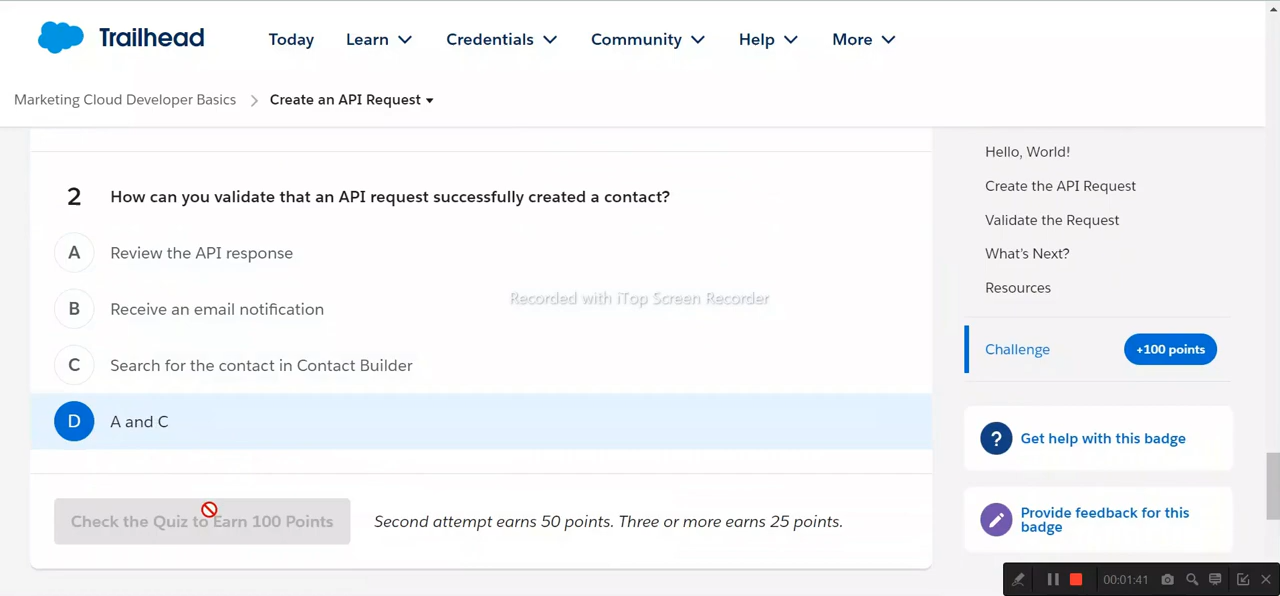 Trailhead
Today Learn Credentials Community Help More
Marketing Cloud Developer Basics Create an API Request
2 How can you validate that an API request successfully created a contact?
A Review the API response
B Receive an email notification
C Search for the contact in Contact Builder
D A and C
Check the Quiz to Earn 100 Points
Second attempt earns 50 points. Three or more earns 25 points.
Recorded with iTop Screen Recorder
Hello, World!
Create the API Request
Validate the Request
What's Next?
Resources
Challenge +100 points
? Get help with this badge
Provide feedback for this
badge
00:01:41